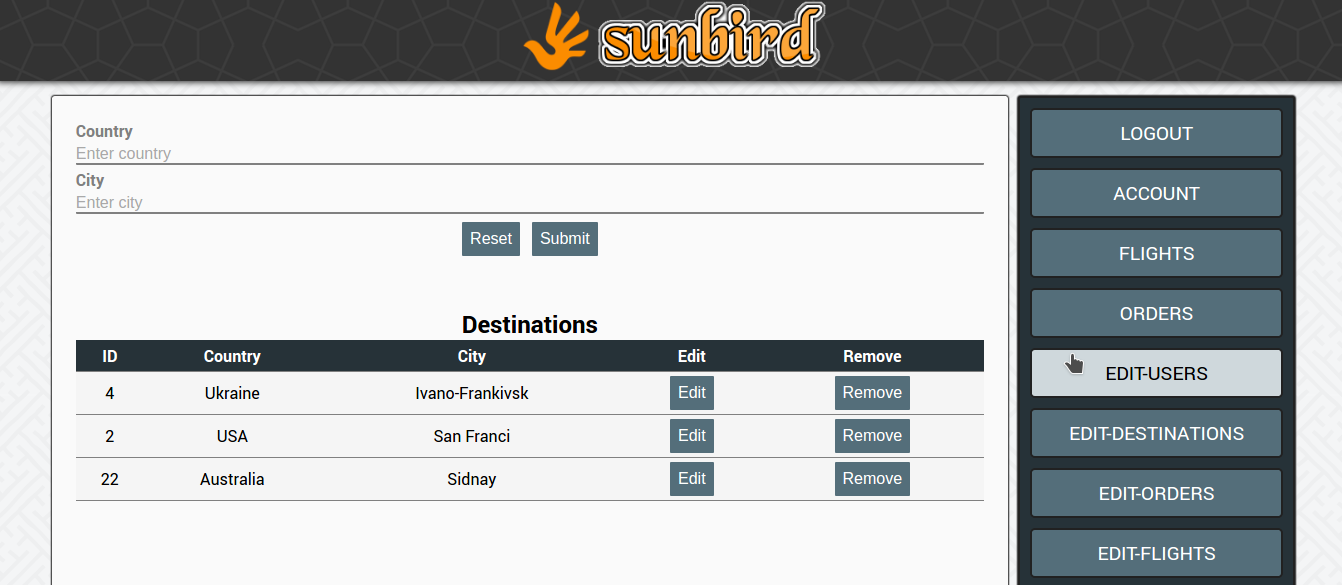 sunbird
Country
Enter country
City
Enter city
Reset Submit
Destinations
ID Country City Edit Remove
4 Ukraine Ivano-Frankivsk Edit Remove
2 USA San Franci Edit Remove
22 Australia Sidnay Edit Remove
LOGOUT
ACCOUNT
FLIGHTS
ORDERS
EDIT-USERS
EDIT-DESTINATIONS
EDIT-ORDERS
EDIT-FLIGHTS